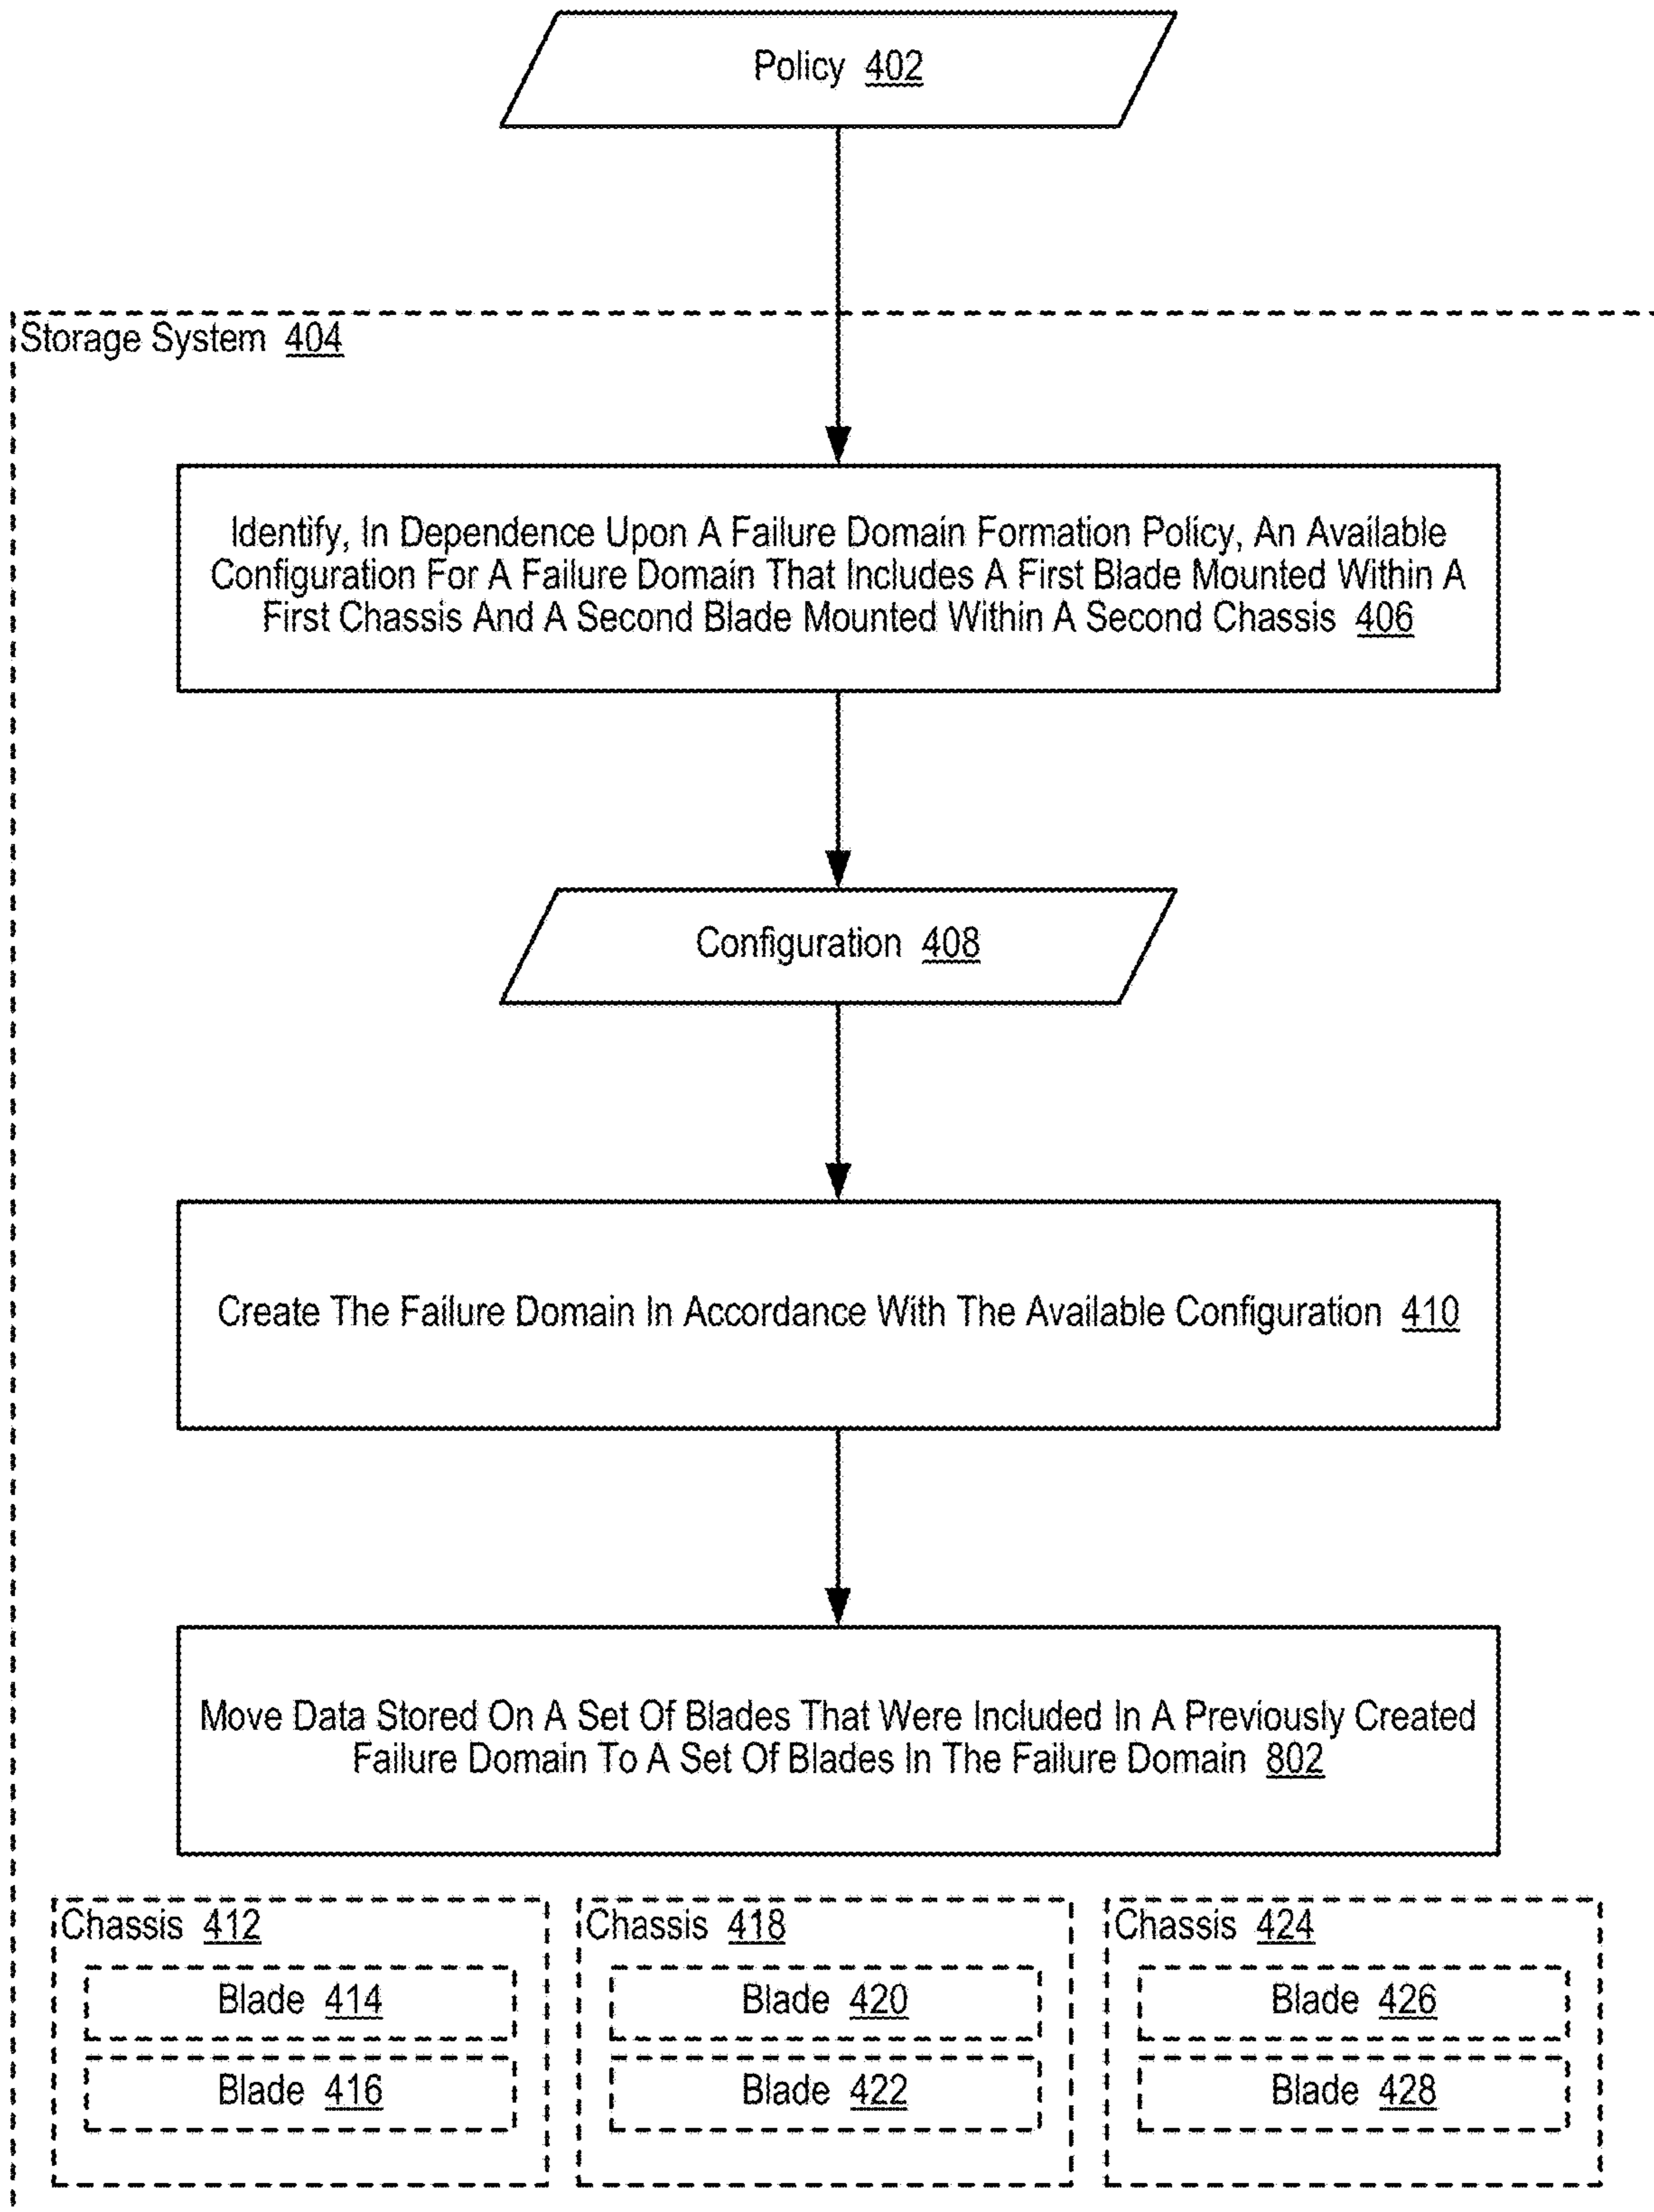 Policy 402
Storage System 404
Identify, In Dependence Upon A Failure Domain Formation Policy, An Available
Configuration For A Failure Domain That Includes A First Blade Mounted Within A
First Chassis And A Second Blade Mounted Within A Second Chassis 406
Configuration 408
Create The Failure Domain In Accordance With The Available Configuration 410
Move Data Stored On A Set Of Blades That Were Included In A Previously Created
Failure Domain To A Set Of Blades In The Failure Domain 802
Chassis 412
Blade 414
Blade 416
Chassis 418
Blade 420
Blade 422
Chassis 424
Blade 426
Blade 428